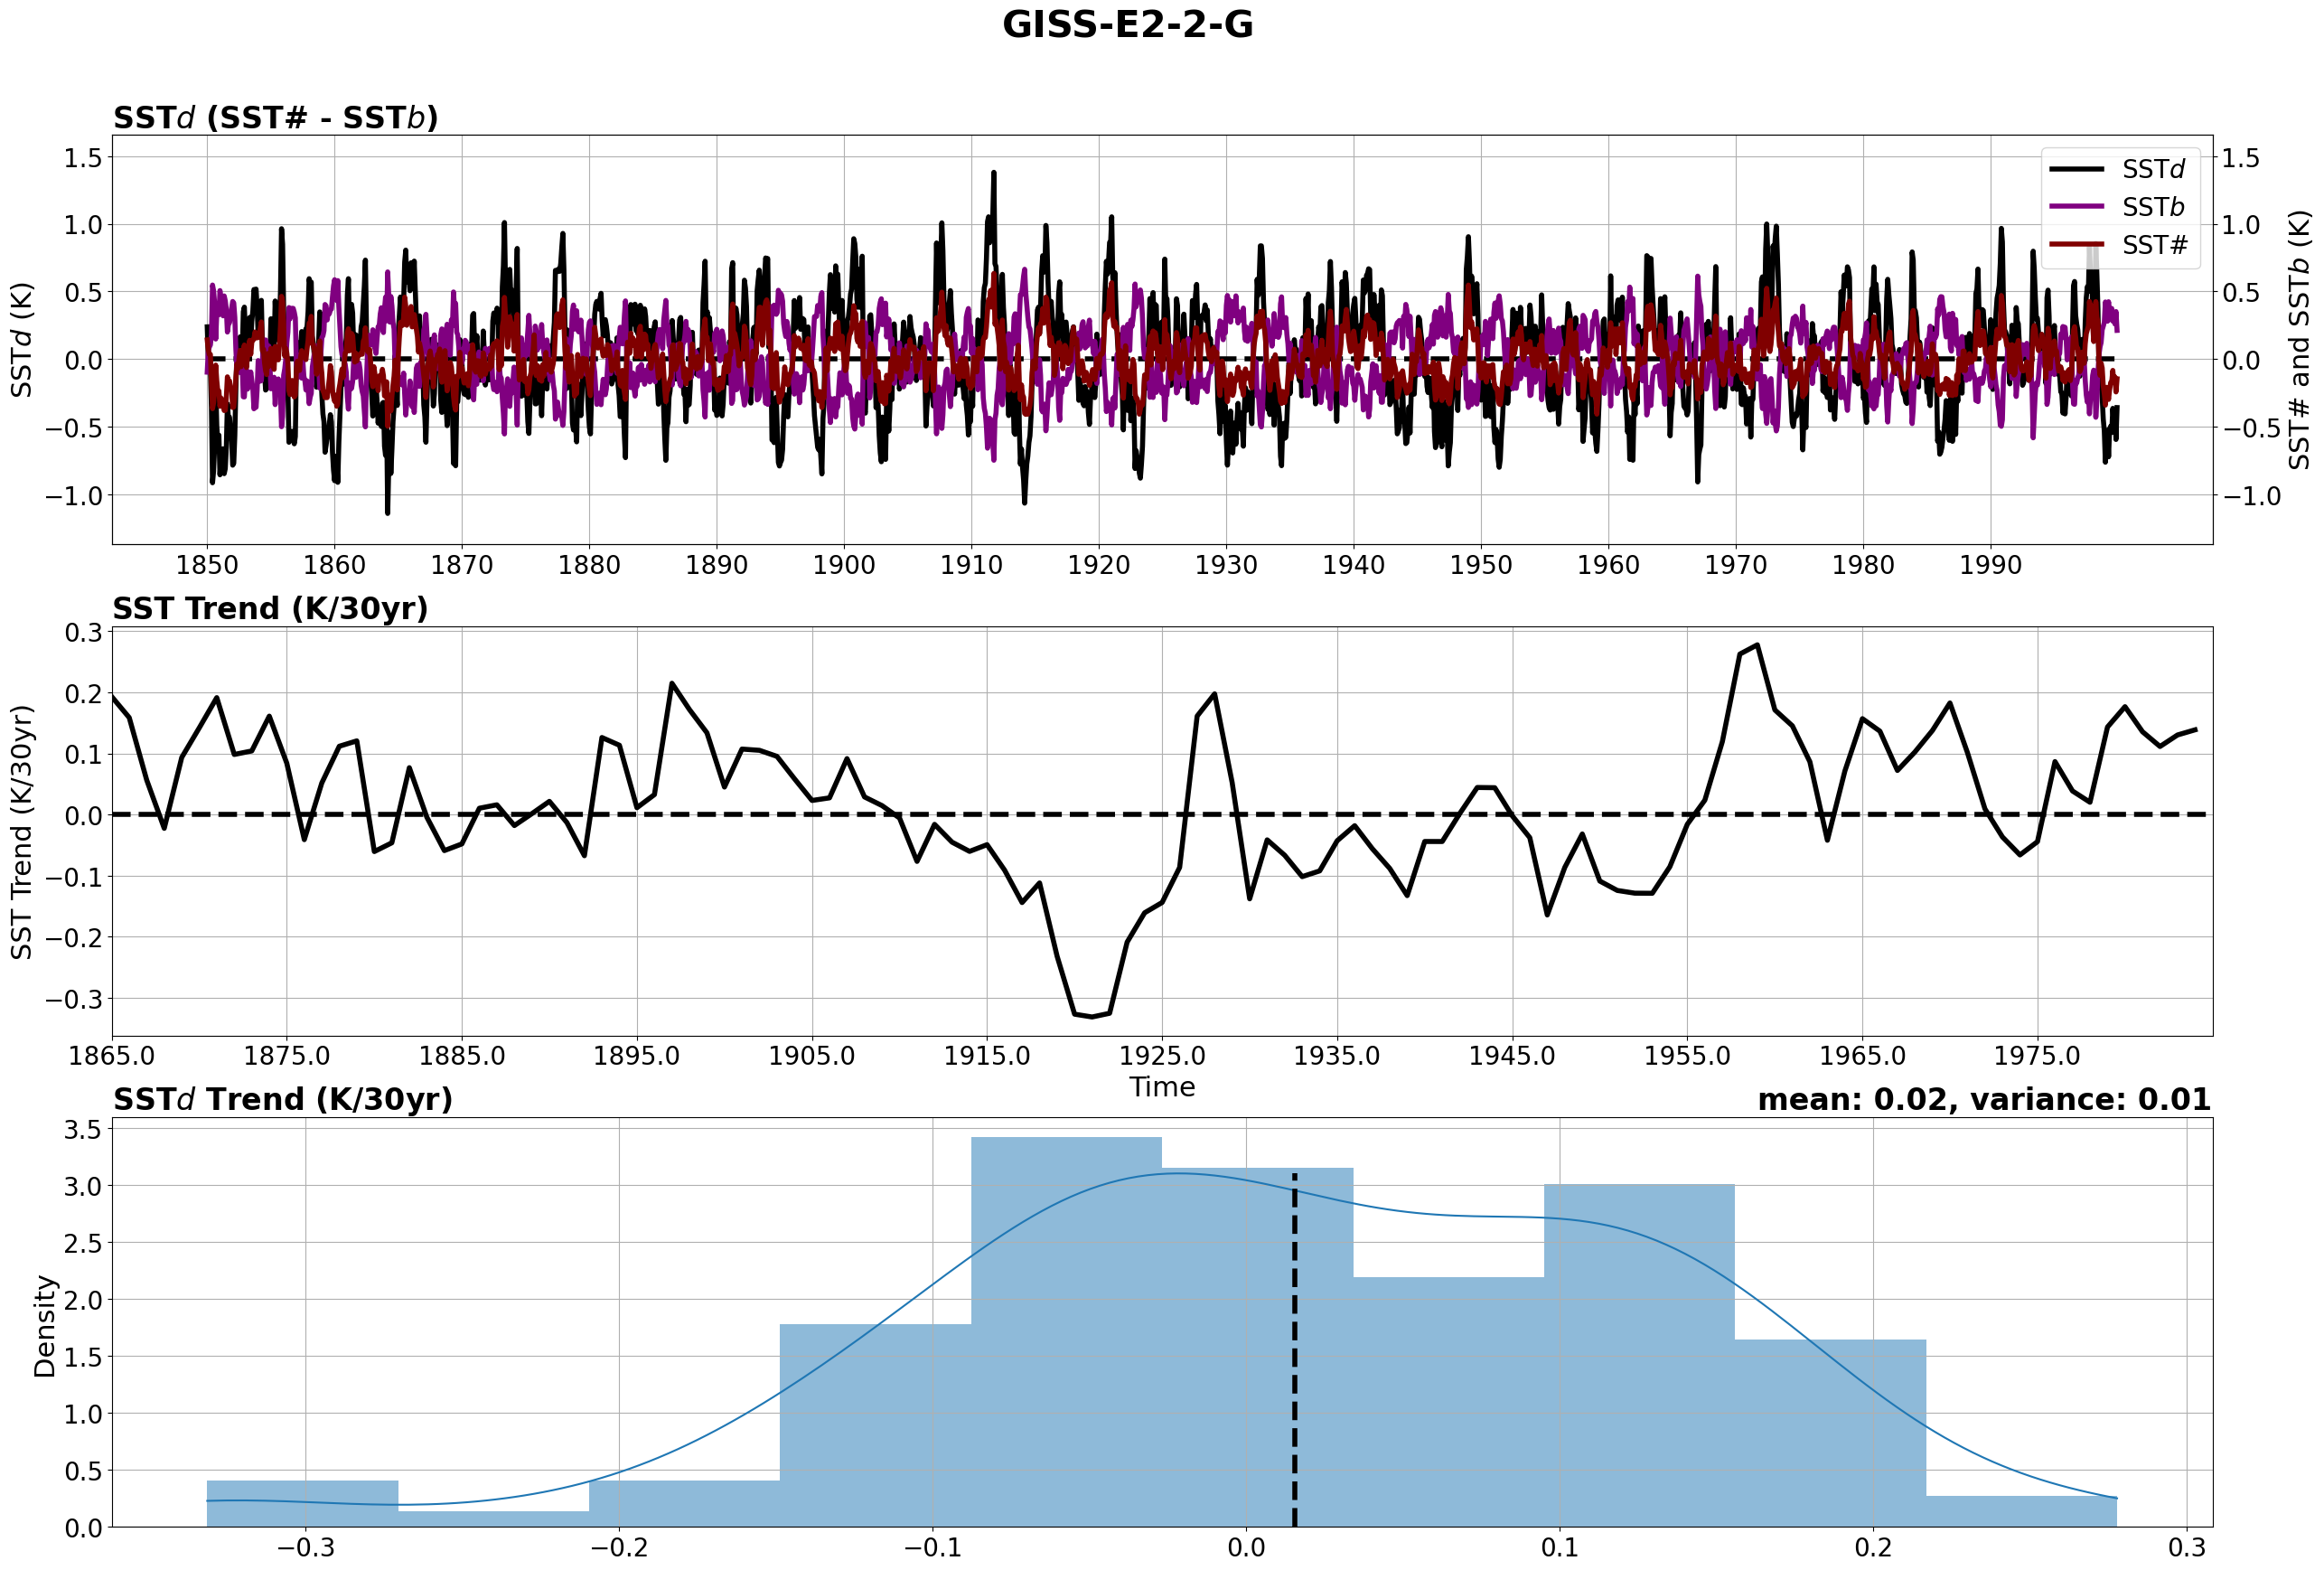 GISS-E2-2-G
SSTd (SST# - SSTb)
1.5
1.0
0.5
0.0
−0.5
−1.0
SSTd (K)
1.5
1.0
0.5
0.0
−0.5
−1.0
SST# and SSTb (K)
SSTd
SSTb
SST#
1850 1860 1870 1880 1890 1900 1910 1920 1930 1940 1950 1960 1970 1980 1990
SST Trend (K/30yr)
0.3
0.2
0.1
0.0
−0.1
−0.2
−0.3
SST Trend (K/30yr)
1865.0 1875.0 1885.0 1895.0 1905.0 1915.0 1925.0 1935.0 1945.0 1955.0 1965.0 1975.0
Time
SSTd Trend (K/30yr)
mean: 0.02, variance: 0.01
3.5
3.0
2.5
2.0
1.5
1.0
0.5
0.0
Density
−0.3 −0.2 −0.1 0.0 0.1 0.2 0.3